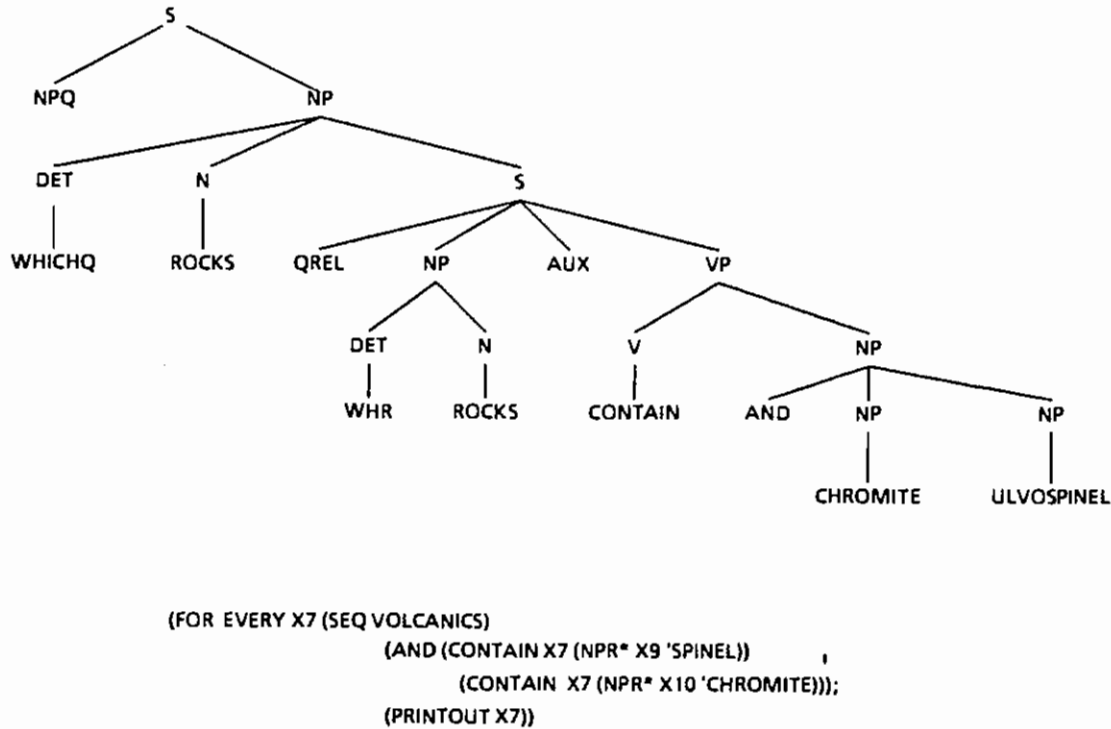 S
NPQ NP
DET N S
WHICHQ ROCKS QREL NP AUX VP
DET N V NP
WHR ROCKS CONTAIN AND NP NP
CHROMITE ULVOSPINEL
(FOR EVERY X7 (SEQ VOLCANICS)
(AND (CONTAIN X7 (NPR* X9 'SPINEL))
(CONTAIN X7 (NPR* X10 'CHROMITE)));
(PRINTOUT X7))